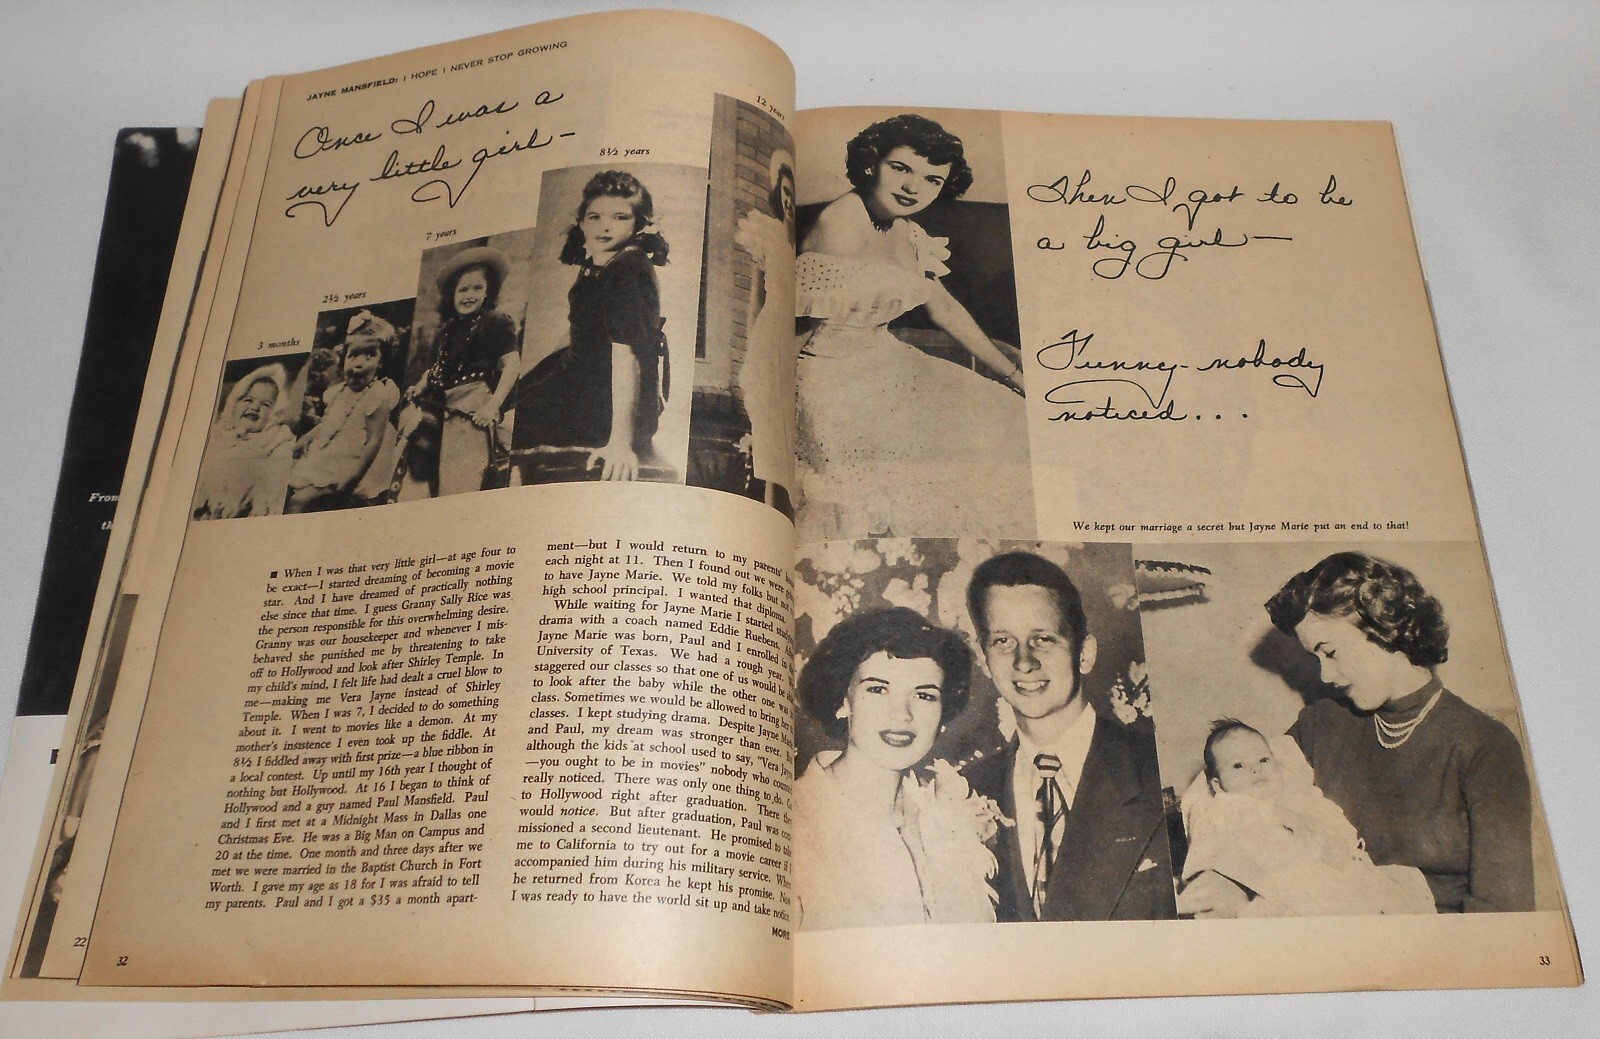 JAYNE MANSFIELD: I HOPE I NEVER STOP GROWING
Once I was a
very little girl—
3 months
2½ years
7 years
8½ years
12 years
■ When I was that very little girl—at age four to
be exact—I started dreaming of becoming a movie
star. And I have dreamed of practically nothing
else since that time. I guess Granny Sally Rice was
the person responsible for this overwhelming desire.
Granny was our housekeeper and whenever I mis-
behaved she punished me by threatening to take
off to Hollywood and look after Shirley Temple. In
my child's mind, I felt life had dealt a cruel blow to
me—making me Vera Jayne instead of Shirley
Temple. When I was 7, I decided to do something
about it. I went to movies like a demon. At my
mother's insistence I even took up the fiddle. At
8½ I fiddled away with first prize—a blue ribbon in
a local contest. Up until my 16th year I thought of
nothing but Hollywood. At 16 I began to think of
Hollywood and a guy named Paul Mansfield. Paul
and I first met at a Midnight Mass in Dallas one
Christmas Eve. He was a Big Man on Campus and
20 at the time. One month and three days after we
met we were married in the Baptist Church in Fort
Worth. I gave my age as 18 for I was afraid to tell
my parents. Paul and I got a $35 a month apart-
ment—but I would return to my parents'
each night at 11. Then I found out we were
to have Jayne Marie. We told my folks but not
high school principal. I wanted that diploma.
While waiting for Jayne Marie I started
drama with a coach named Eddie Ruebens.
Jayne Marie was born, Paul and I enrolled in
University of Texas. We had a rough year.
staggered our classes so that one of us would be
to look after the baby while the other one was
class. Sometimes we would be allowed to bring her
classes. I kept studying drama. Despite Jayne
and Paul, my dream was stronger than ever.
although the kids at school used to say, "Vera
—you ought to be in movies" nobody who
really noticed. There was only one thing to do.
to Hollywood right after graduation. There
would notice. But after graduation, Paul was
missioned a second lieutenant. He promised to
me to California to try out for a movie career if I
accompanied him during his military service. When
he returned from Korea he kept his promise. Now
I was ready to have the world sit up and take notice.
MORE
32
22
From
Then I got to be
a big girl—
Funny—nobody
noticed...
We kept our marriage a secret but Jayne Marie put an end to that!
33